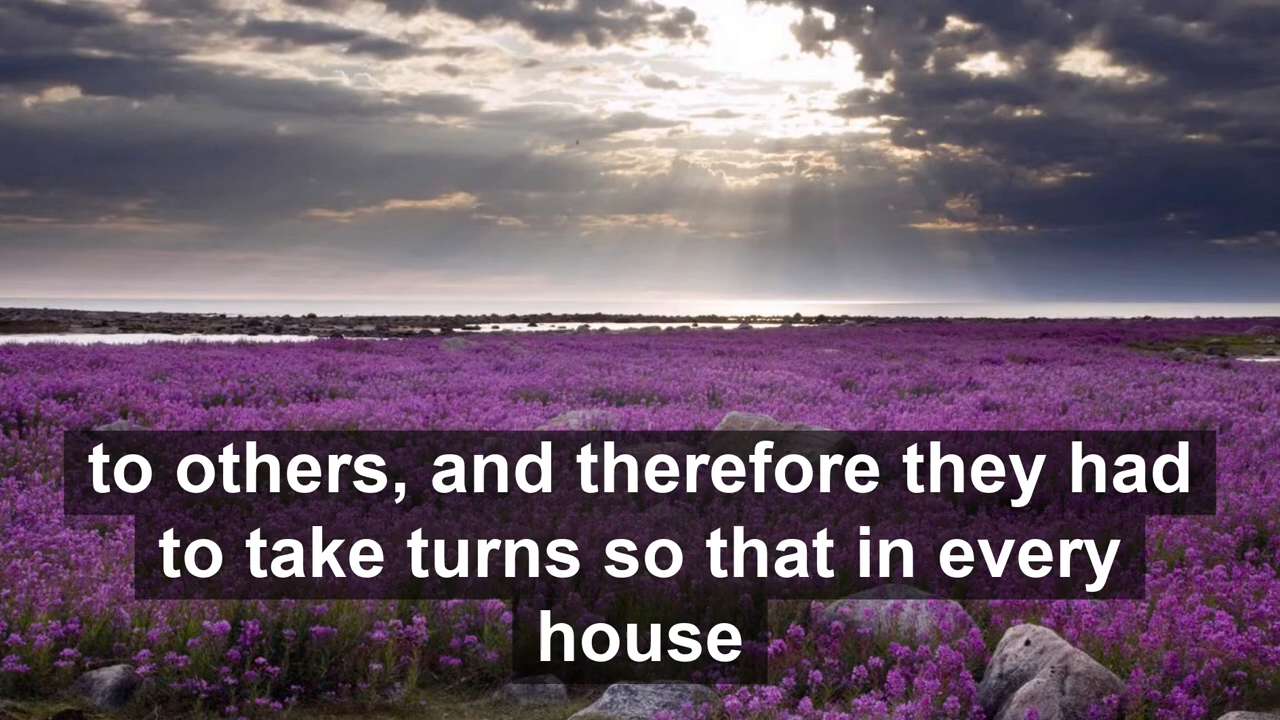 to others, and therefore they had
to take turns so that in every
house